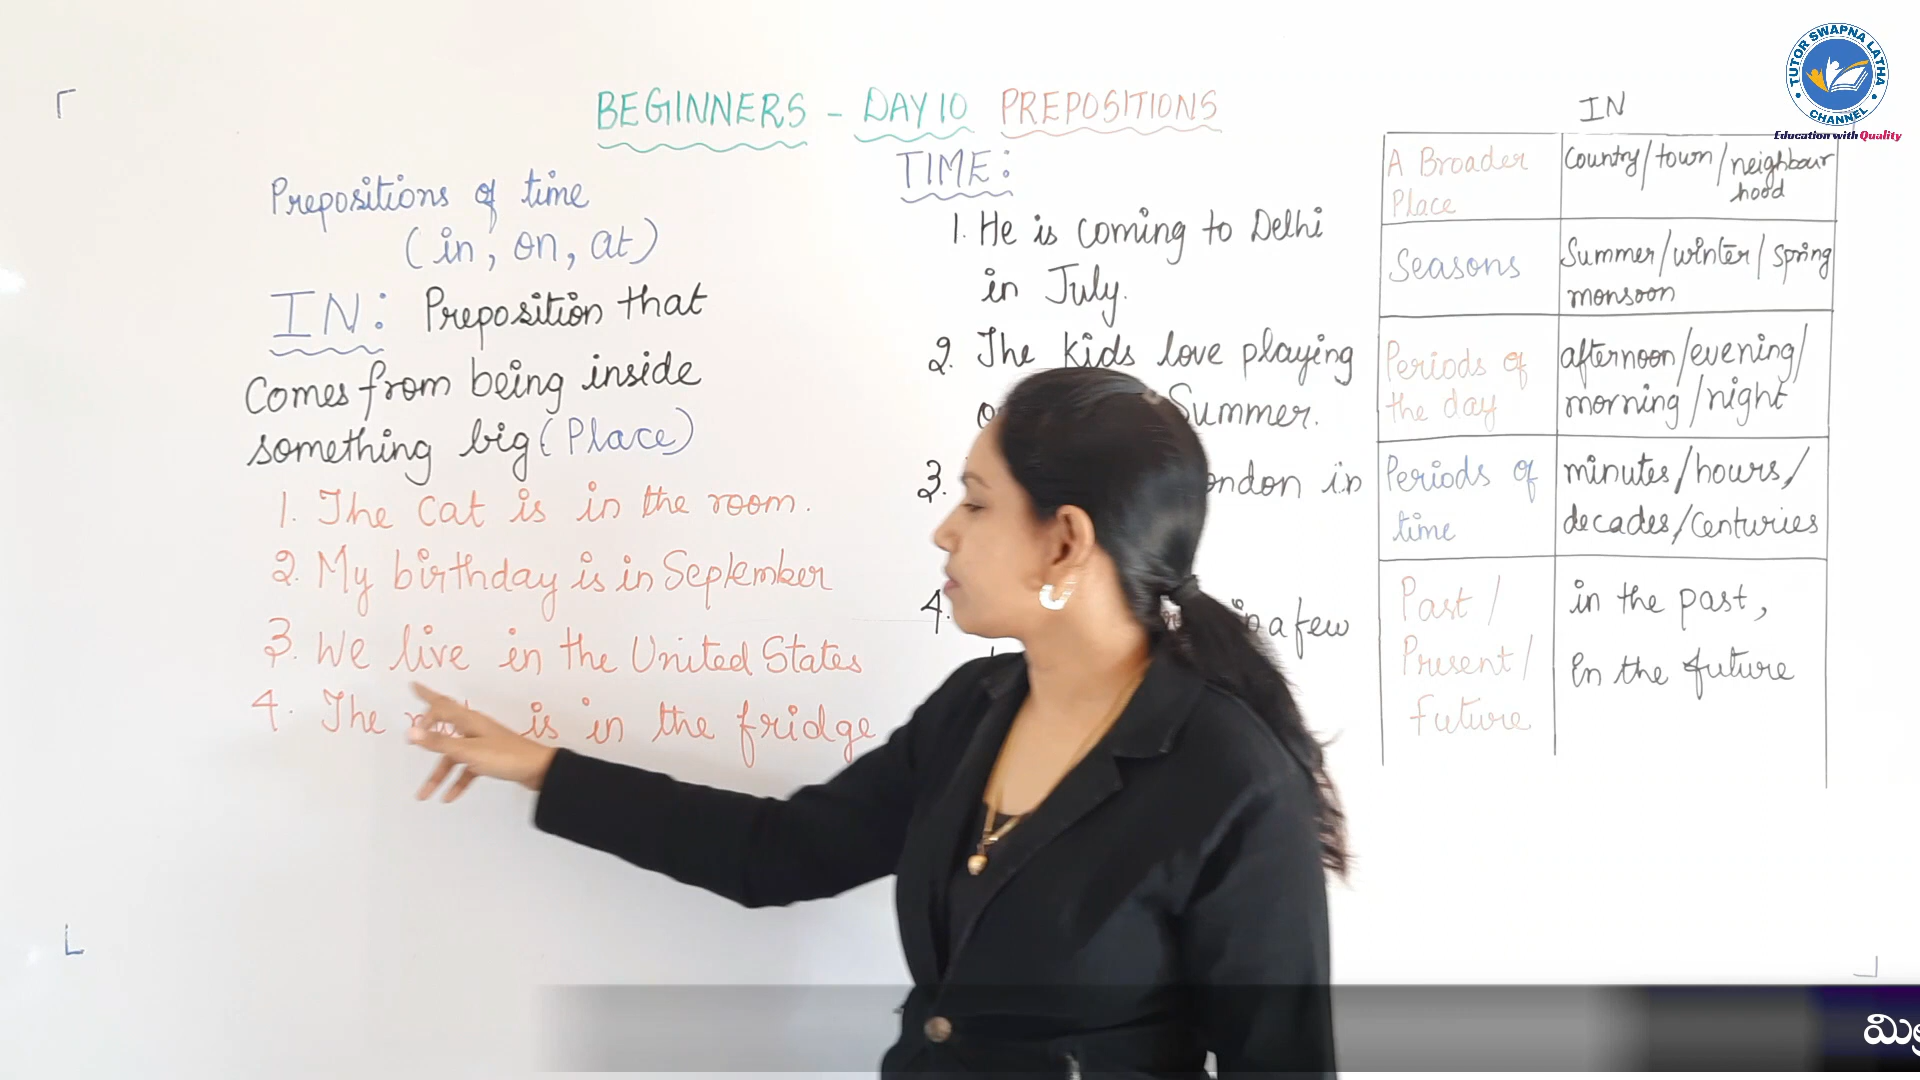 BEGINNERS - DAY 10 PREPOSITIONS
Prepositions of time
(in, on, at)
IN: Preposition that
Comes from being inside
something big (Place)
1. The cat is in the room.
2. My birthday is in September
3. We live in the United States
4. The is in the fridge
TIME:
1. He is coming to Delhi
in July.
2. The kids love playing
Summer.
3. in
4. a few
IN
A Broader Place
Country/town/neighbour hood
Seasons
Summer/winter/spring
monsoon
Periods of the day
afternoon/evening/
morning/night
Periods of time
minutes/hours/
decades/Centuries
Past/
Present/
Future
in the past,
In the future
TUTOR SWAPNA LATHA
CHANNEL
Education with Quality